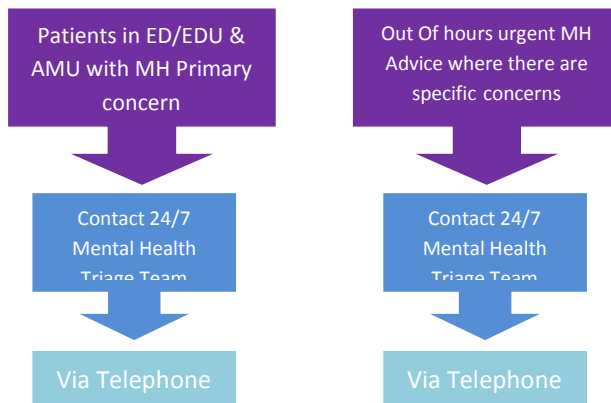 Patients in ED/EDU &
AMU with MH Primary
concern
Contact 24/7
Mental Health
Triage Team
Via Telephone
Out Of hours urgent MH
Advice where there are
specific concerns
Contact 24/7
Mental Health
Triage Team
Via Telephone